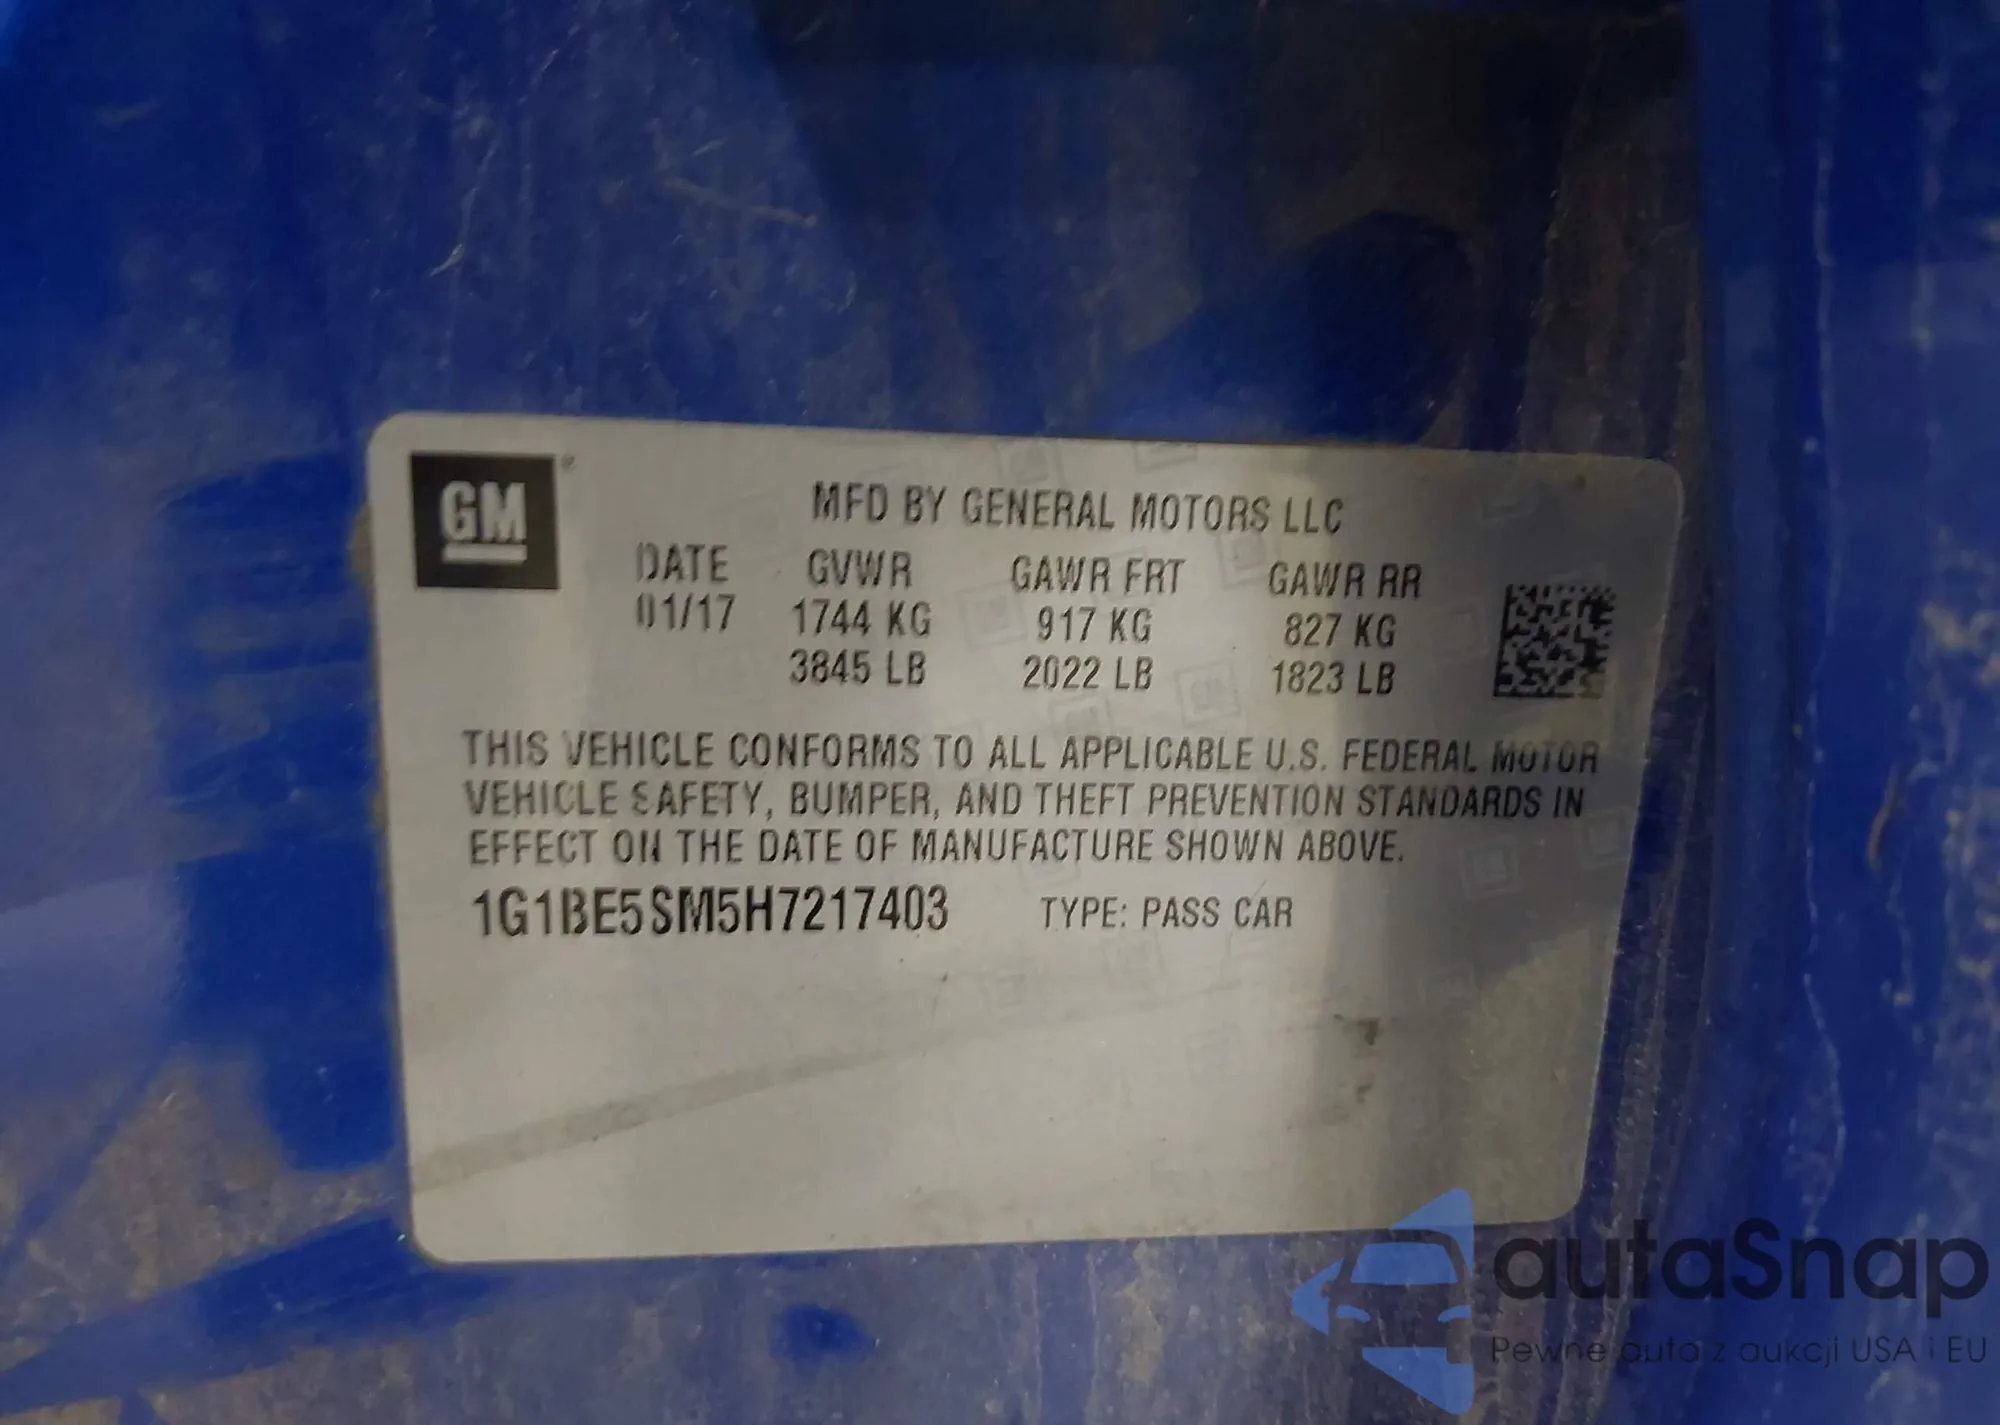 GM
MFD BY GENERAL MOTORS LLC
DATE GVWR GAWR FRT GAWR RR
01/17 1744 KG 917 KG 827 KG
3845 LB 2022 LB 1823 LB
THIS VEHICLE CONFORMS TO ALL APPLICABLE U.S. FEDERAL MOTOR
VEHICLE SAFETY, BUMPER, AND THEFT PREVENTION STANDARDS IN
EFFECT ON THE DATE OF MANUFACTURE SHOWN ABOVE.
1G1BE5SM5H7217403 TYPE: PASS CAR
autaSnap
Pewne auta z aukcji USA i EU